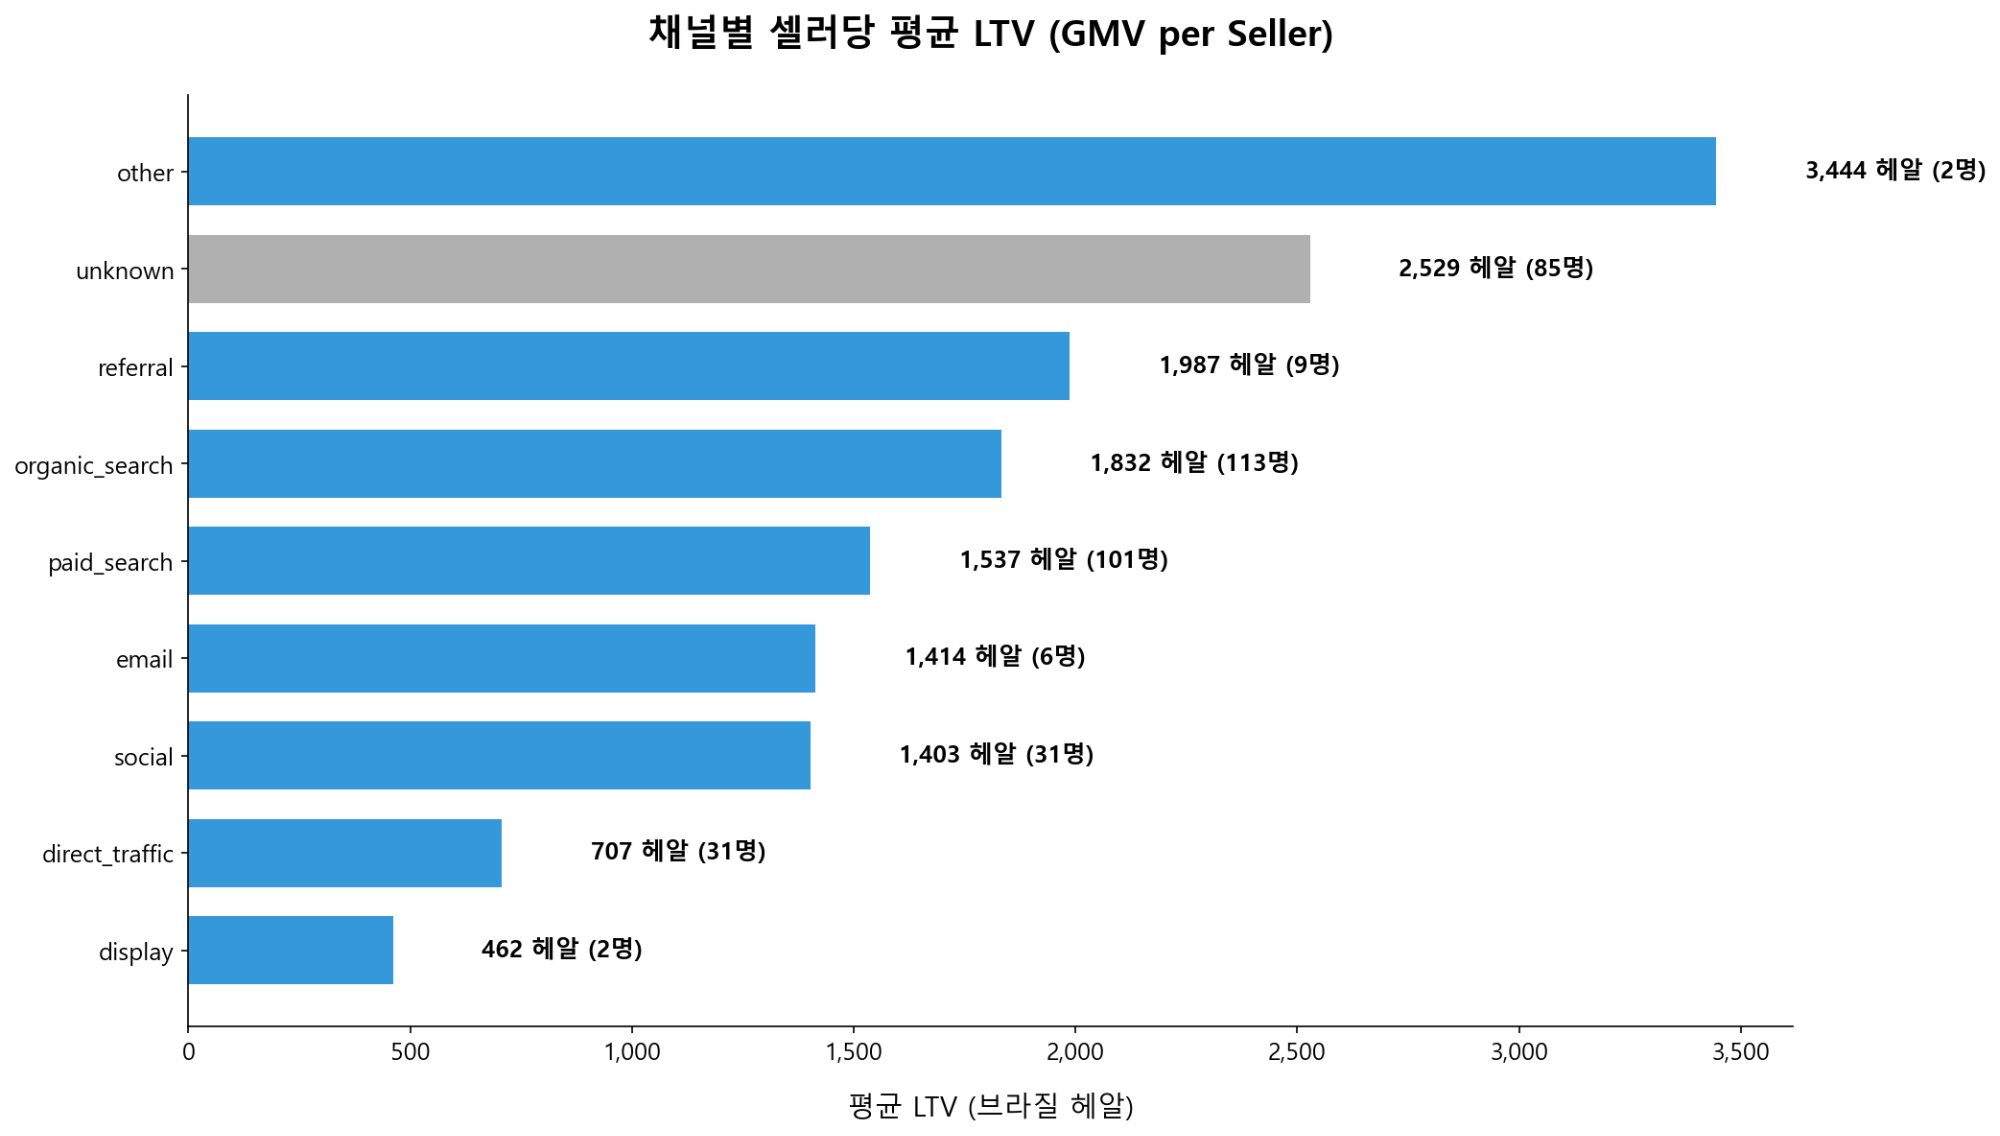 채널별 셀러당 평균 LTV (GMV per Seller)
other
3,444 헤알 (2명)
unknown
2,529 헤알 (85명)
referral
1,987 헤알 (9명)
organic_search
1,832 헤알 (113명)
paid_search
1,537 헤알 (101명)
email
1,414 헤알 (6명)
social
1,403 헤알 (31명)
direct_traffic
707 헤알 (31명)
display
462 헤알 (2명)
0 500 1,000 1,500 2,000 2,500 3,000 3,500
평균 LTV (브라질 헤알)